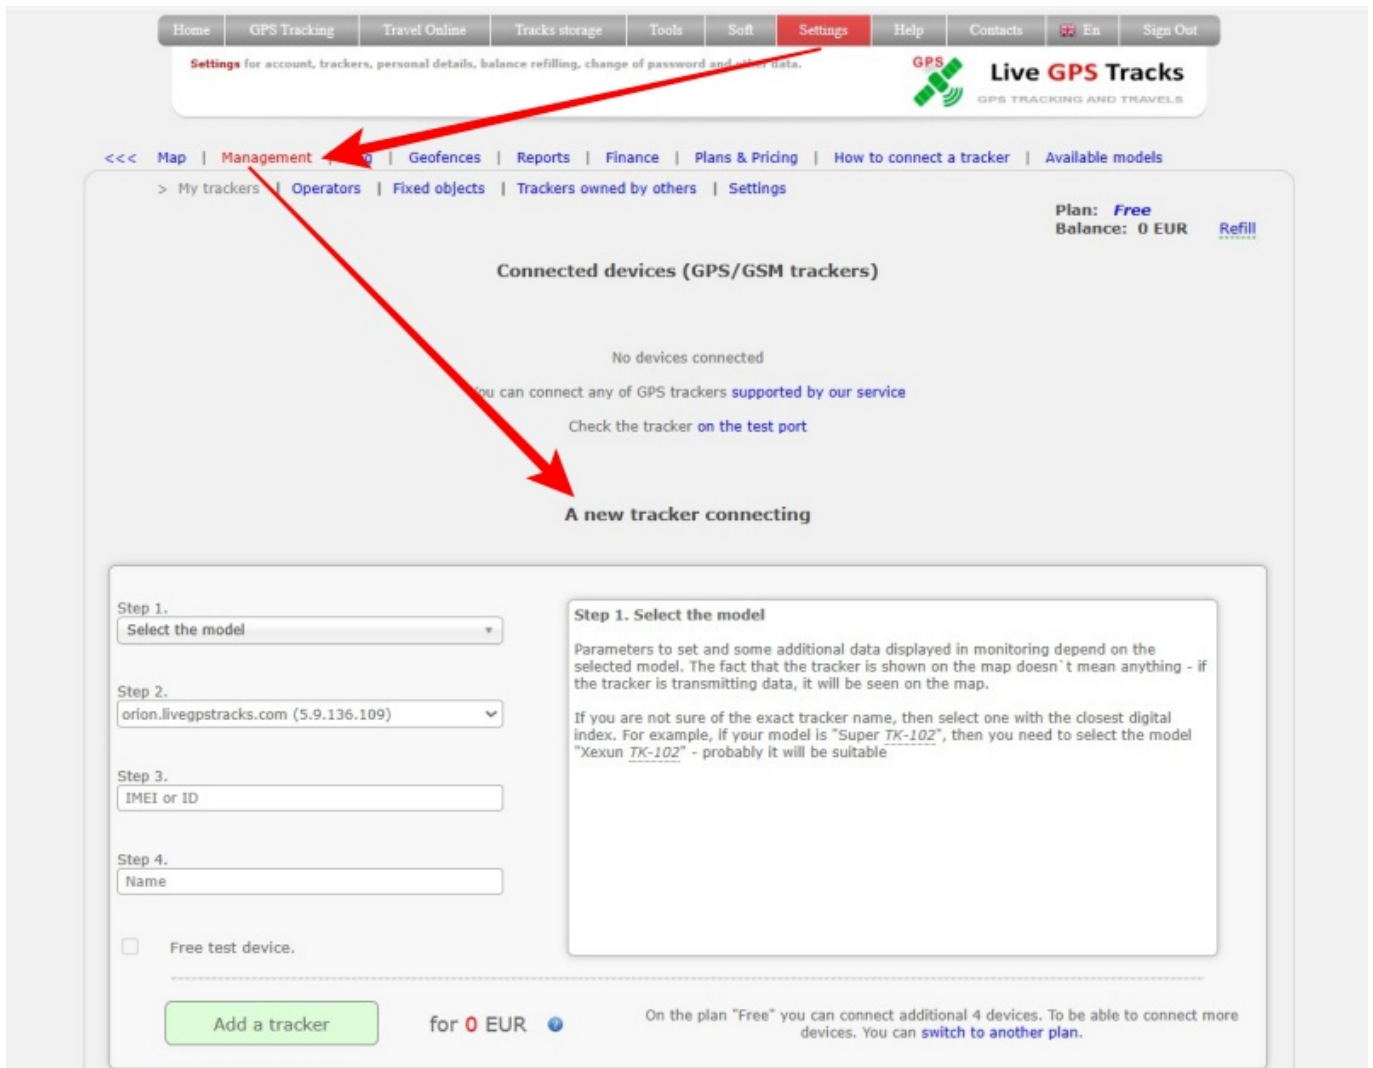 Home GPS Tracking Travel Online Tracks storage Tools Soft Settings Help Contacts En Sign Out
Settings for account, trackers, personal details, balance refilling, change of password and other data.
GPS
Live GPS Tracks
GPS TRACKING AND TRAVELS
<<< Map | Management | | Geofences | Reports | Finance | Plans & Pricing | How to connect a tracker | Available models
> My trackers | Operators | Fixed objects | Trackers owned by others | Settings
Plan: Free
Balance: 0 EUR Refill
Connected devices (GPS/GSM trackers)
No devices connected
You can connect any of GPS trackers supported by our service
Check the tracker on the test port
A new tracker connecting
Step 1.
Select the model
Step 2.
orion.livegpstracks.com (5.9.136.109)
Step 3.
IMEI or ID
Step 4.
Name
Free test device.
Step 1. Select the model
Parameters to set and some additional data displayed in monitoring depend on the
selected model. The fact that the tracker is shown on the map doesn`t mean anything - if
the tracker is transmitting data, it will be seen on the map.
If you are not sure of the exact tracker name, then select one with the closest digital
index. For example, if your model is "Super TK-102", then you need to select the model
"Xexun TK-102" - probably it will be suitable
Add a tracker for 0 EUR ?
On the plan "Free" you can connect additional 4 devices. To be able to connect more
devices. You can switch to another plan.